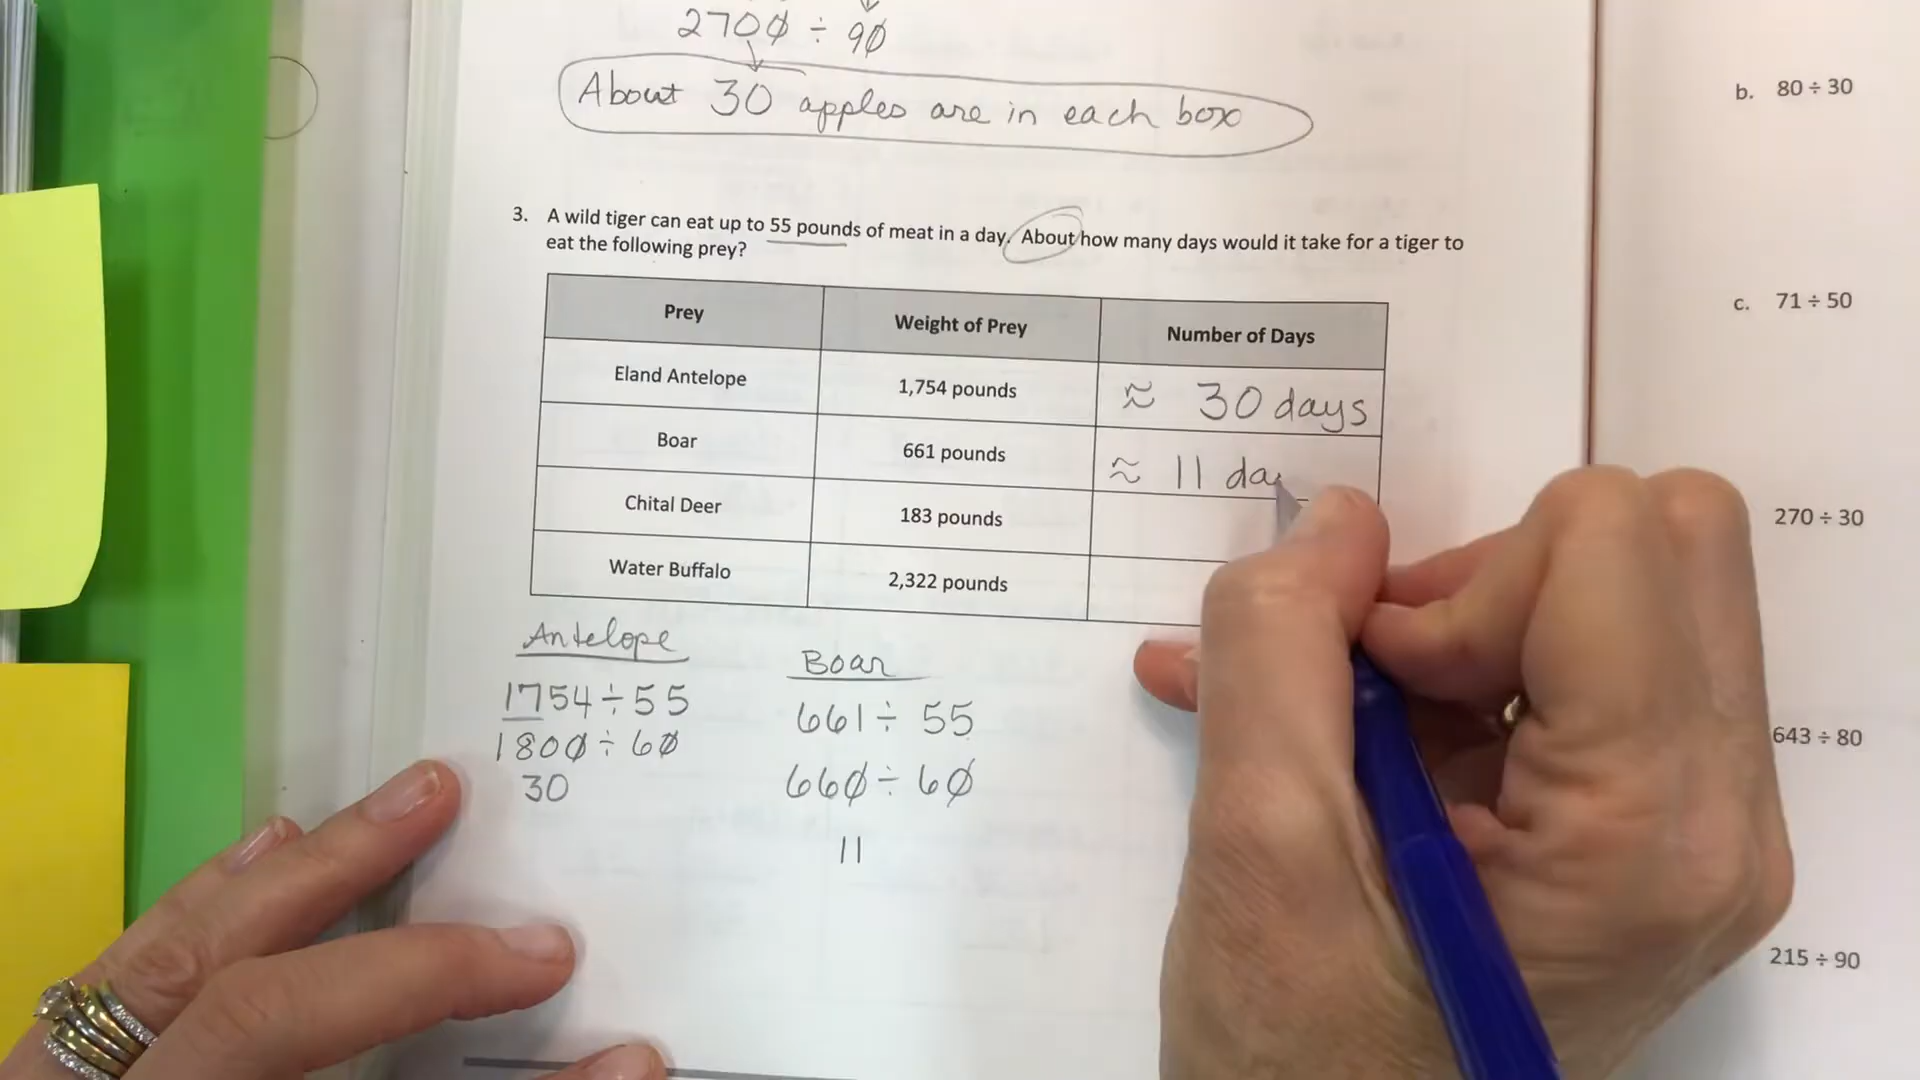 2700 ÷ 90
About 30 apples are in each box
3. A wild tiger can eat up to 55 pounds of meat in a day. About how many days would it take for a tiger to
eat the following prey?
Prey Weight of Prey Number of Days
Eland Antelope 1,754 pounds ≈ 30 days
Boar 661 pounds ≈ 11 da
Chital Deer 183 pounds
Water Buffalo 2,322 pounds
Antelope
1754 ÷ 55
1800 ÷ 60
30
Boar
661 ÷ 55
660 ÷ 60
11
b. 80 ÷ 30
c. 71 ÷ 50
270 ÷ 30
643 ÷ 80
215 ÷ 90